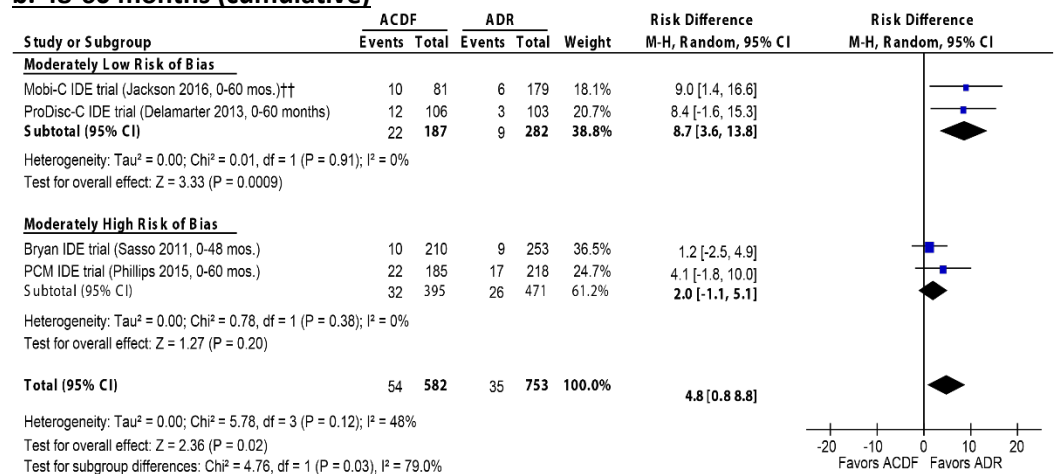 b. 48-60 months (cumulative)
ACDF ADR Risk Difference Risk Difference
Study or Subgroup Events Total Events Total Weight M-H, Random, 95% CI M-H, Random, 95% CI
Moderately Low Risk of Bias
Mobi-C IDE trial (Jackson 2016, 0-60 mos.)†† 10 81 6 179 18.1% 9.0 [1.4, 16.6]
ProDisc-C IDE trial (Delamarter 2013, 0-60 months) 12 106 3 103 20.7% 8.4 [-1.6, 15.3]
Subtotal (95% CI) 22 187 9 282 38.8% 8.7 [3.6, 13.8]
Heterogeneity: Tau² = 0.00; Chi² = 0.01, df = 1 (P = 0.91); I² = 0%
Test for overall effect: Z = 3.33 (P = 0.0009)
Moderately High Risk of Bias
Bryan IDE trial (Sasso 2011, 0-48 mos.) 10 210 9 253 36.5% 1.2 [-2.5, 4.9]
PCM IDE trial (Phillips 2015, 0-60 mos.) 22 185 17 218 24.7% 4.1 [-1.8, 10.0]
Subtotal (95% CI) 32 395 26 471 61.2% 2.0 [-1.1, 5.1]
Heterogeneity: Tau² = 0.00; Chi² = 0.78, df = 1 (P = 0.38); I² = 0%
Test for overall effect: Z = 1.27 (P = 0.20)
Total (95% CI) 54 582 35 753 100.0% 4.8 [0.8 8.8]
Heterogeneity: Tau² = 0.00; Chi² = 5.78, df = 3 (P = 0.12); I² = 48%
Test for overall effect: Z = 2.36 (P = 0.02)
Test for subgroup differences: Chi² = 4.76, df = 1 (P = 0.03), I² = 79.0%
-20 -10 0 10 20
Favors ACDF Favors ADR